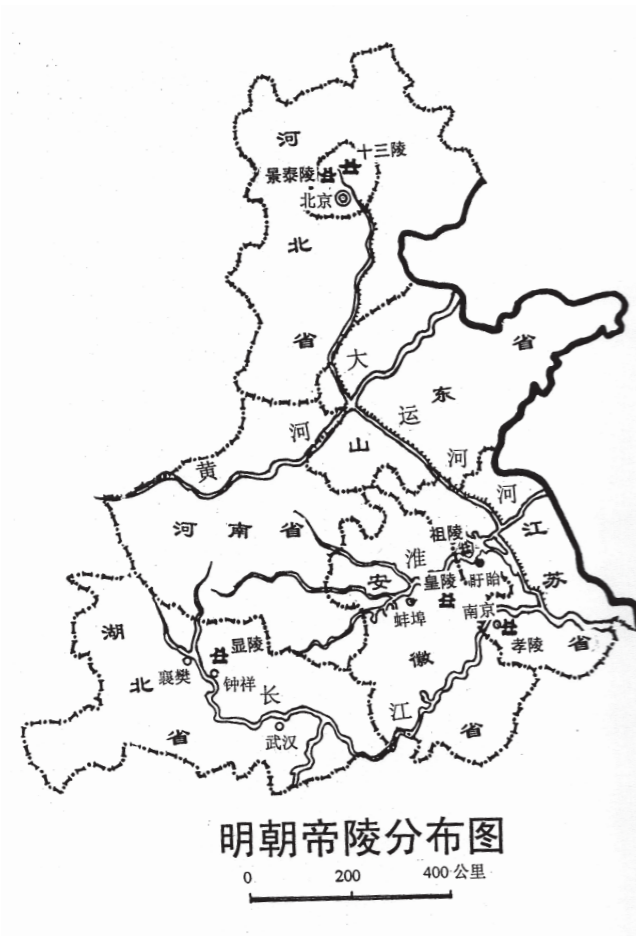 河北省
十三陵
景泰陵
北京
大运河
山东省
黄河
河南省
淮河
江苏省
祖陵
安徽省
皇陵
盱眙
蚌埠
南京
孝陵
湖北省
显陵
襄樊
钟祥
长江
武汉
明朝帝陵分布图
0 200 400公里